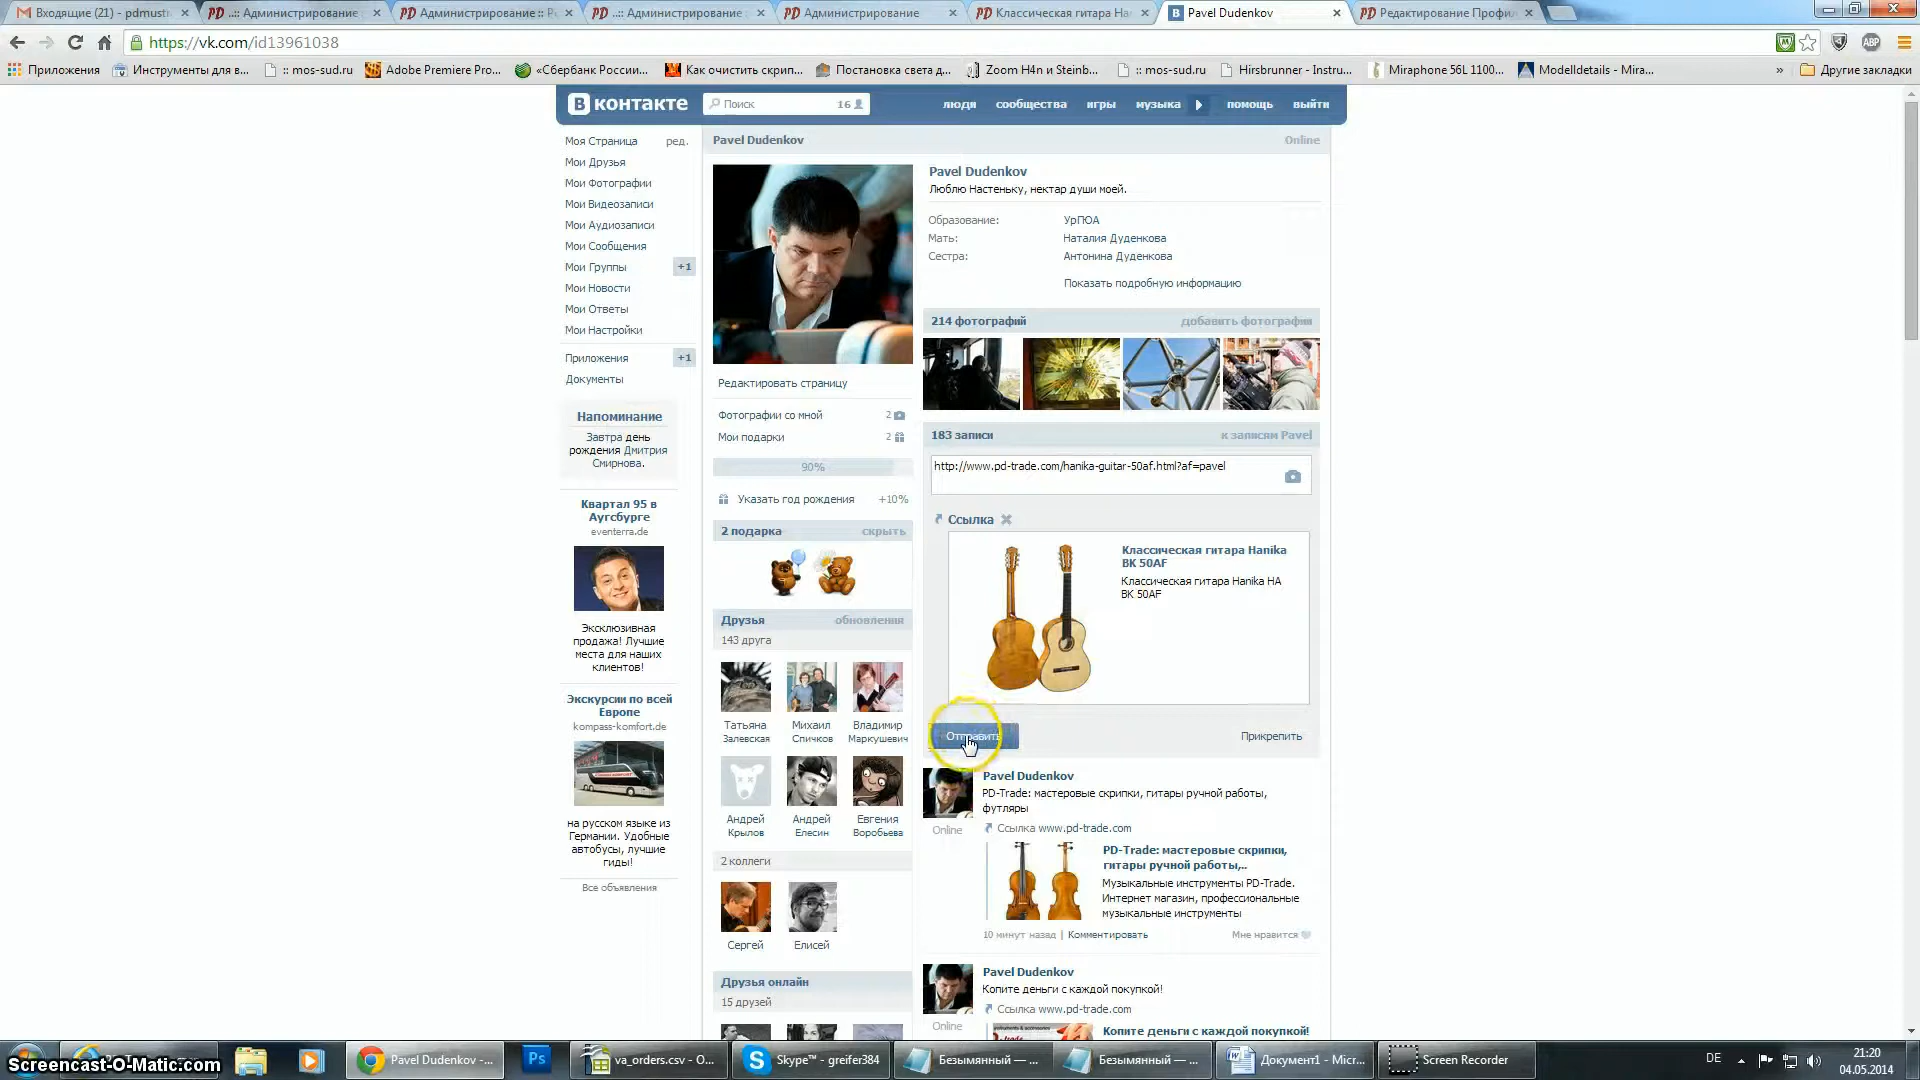 Входящие (21) - pdmusti
..:: Администрирование
Администрирование :: Р
..:: Администрирование
Администрирование
Классическая гитара На
Pavel Dudenkov
Редактирование Профи
https://vk.com/id13961038
Приложения
Инструменты для в...
:: mos-sud.ru
Adobe Premiere Pro...
«Сбербанк России...
Как очистить скрип...
Постановка света д...
Zoom H4n и Steinb...
:: mos-sud.ru
Hirsbrunner - Instru...
Miraphone 56L 1100...
Modelldetails - Mira...
»
Другие закладки
В контакте
Поиск
16
люди
сообщества
игры
музыка
помощь
выйти
Моя Страница
ред.
Мои Друзья
Мои Фотографии
Мои Видеозаписи
Мои Аудиозаписи
Мои Сообщения
Мои Группы
+1
Мои Новости
Мои Ответы
Мои Настройки
Приложения
+1
Документы
Напоминание
Завтра день
рождения Дмитрия
Смирнова.
Квартал 95 в
Аугсбурге
eventerra.de
Эксклюзивная
продажа! Лучшие
места для наших
клиентов!
Экскурсии по всей
Европе
kompass-komfort.de
на русском языке из
Германии. Удобные
автобусы, лучшие
гиды!
Все объявления
Pavel Dudenkov
Online
Редактировать страницу
Фотографии со мной
2
Мои подарки
2
90%
Указать год рождения
+10%
2 подарка
скрыть
Друзья
обновления
143 друга
Татьяна
Залевская
Михаил
Спичков
Владимир
Маркушевич
Андрей
Крылов
Андрей
Елесин
Евгения
Воробьева
2 коллеги
Сергей
Елисей
Друзья онлайн
15 друзей
Pavel Dudenkov
Люблю Настеньку, нектар души моей.
Образование:
УрГЮА
Мать:
Наталия Дуденкова
Сестра:
Антонина Дуденкова
Показать подробную информацию
214 фотографий
добавить фотографии
183 записи
к записям Pavel
http://www.pd-trade.com/hanika-guitar-50af.html?af=pavel
Ссылка
Классическая гитара Hanika
BK 50AF
Классическая гитара Hanika HA
BK 50AF
Отправить
Прикрепить
Pavel Dudenkov
PD-Trade: мастеровые скрипки, гитары ручной работы,
футляры
Online
Ссылка www.pd-trade.com
PD-Trade: мастеровые скрипки,
гитары ручной работы,..
Музыкальные инструменты PD-Trade.
Интернет магазин, профессиональные
музыкальные инструменты
10 минут назад | Комментировать
Мне нравится
Pavel Dudenkov
Копите деньги с каждой покупкой!
Online
Ссылка www.pd-trade.com
Копите деньги с каждой покупкой!
Screencast-O-Matic.com
Pavel Dudenkov -...
Ps
va_orders.csv - O...
Skype™ - greifer384
Безымянный — ...
Безымянный — ...
Документ1 - Micr...
Screen Recorder
DE
21:20
04.05.2014